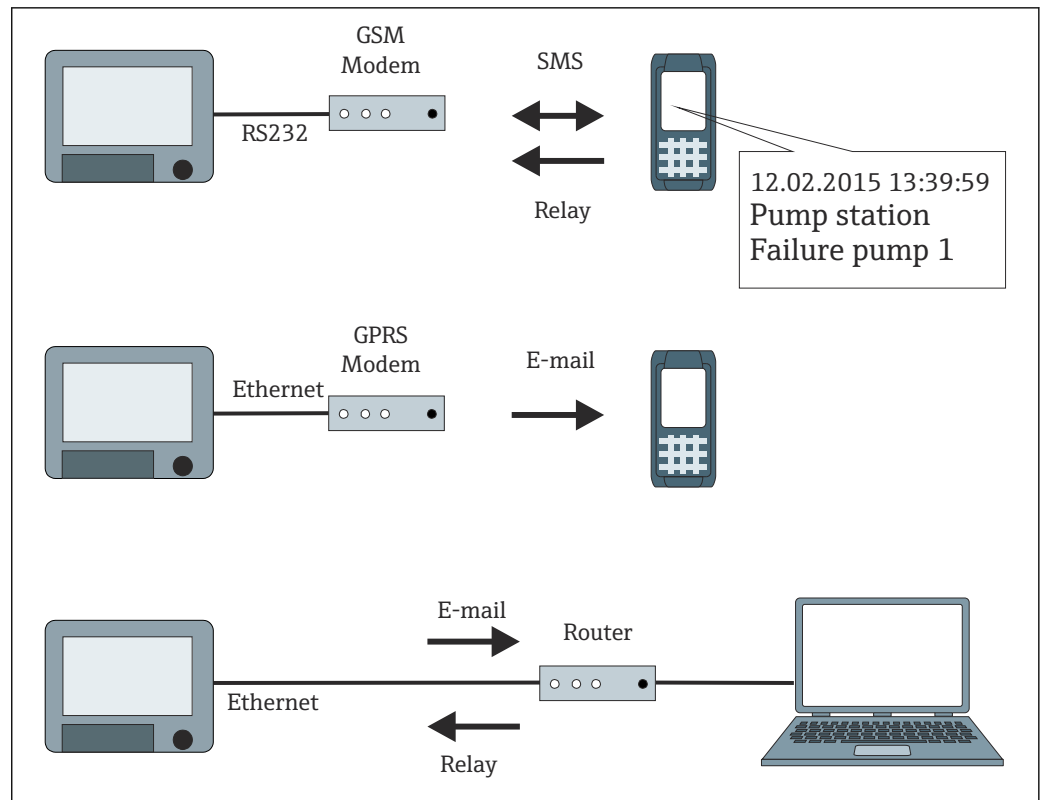 GSM
Modem
SMS
RS232
Relay
12.02.2015 13:39:59
Pump station
Failure pump 1
GPRS
Modem
E-mail
Ethernet
E-mail
Router
Ethernet
Relay